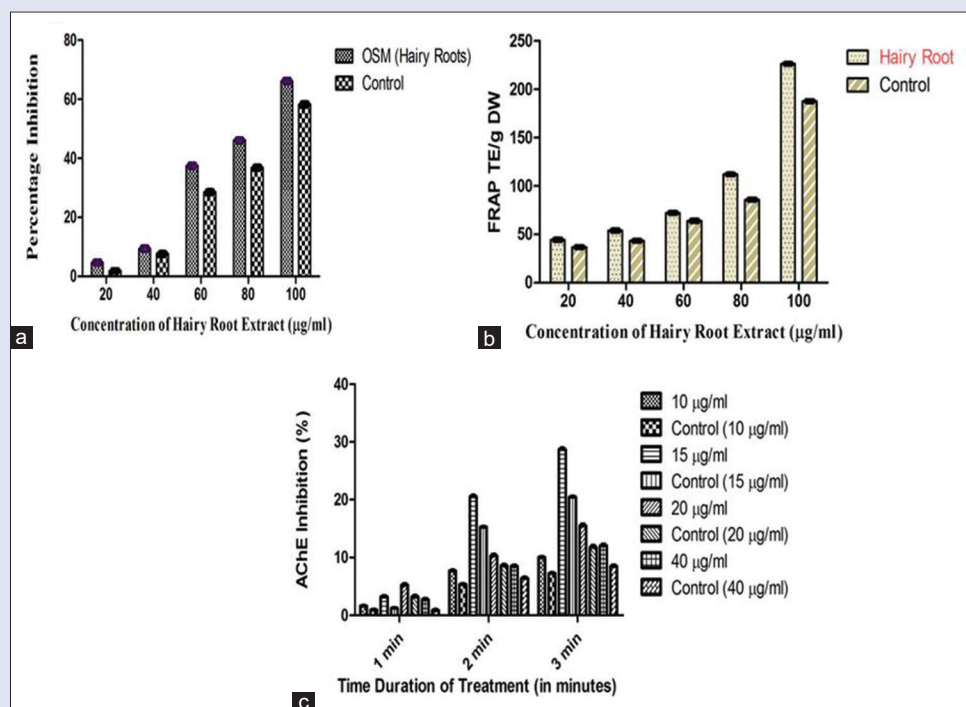 80
60
40
20
0
Percentage Inhibition
OSM (Hairy Roots)
Control
20 40 60 80 100
Concentration of Hairy Root Extract (μg/ml)
a
250
200
150
100
50
0
FRAP TE/g DW
Hairy Root
Control
20 40 60 80 100
Concentration of Hairy Root Extract (μg/ml)
b
40
30
20
10
0
AChE Inhibition (%)
10 μg/ml
Control (10 μg/ml)
15 μg/ml
Control (15 μg/ml)
20 μg/ml
Control (20 μg/ml)
40 μg/ml
Control (40 μg/ml)
1 min 2 min 3 min
Time Duration of Treatment (in minutes)
c